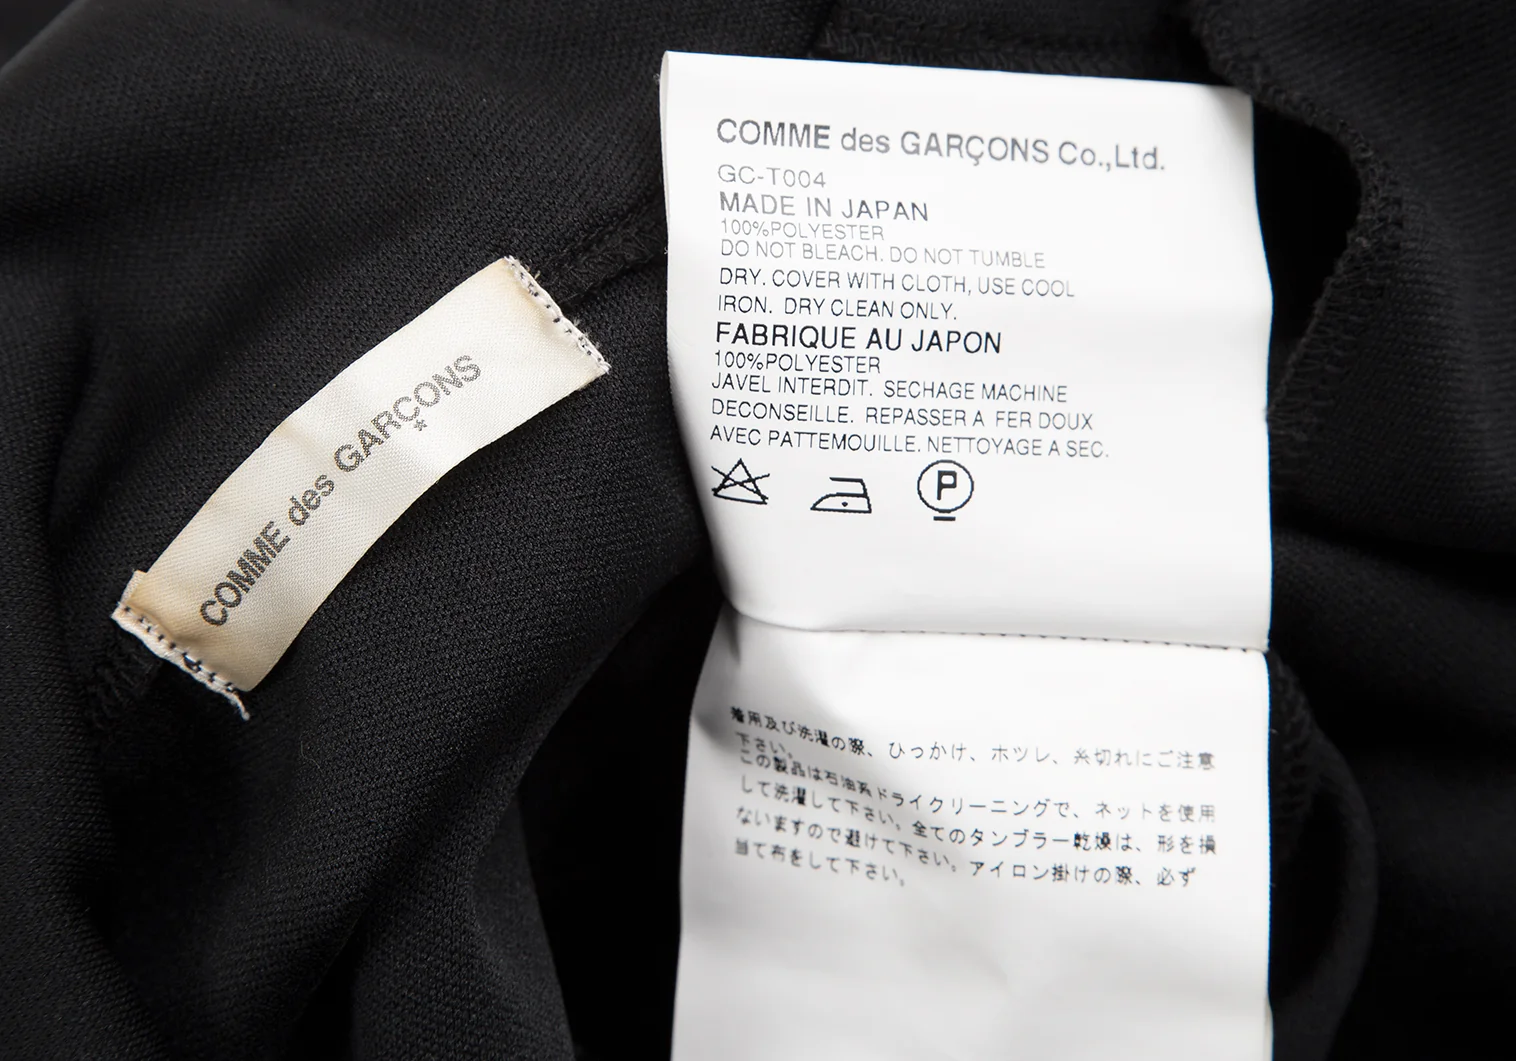 COMME des GARÇONS
*
COMME des GARÇONS Co.,Ltd.
GC-T004
MADE IN JAPAN
100%POLYESTER
DO NOT BLEACH. DO NOT TUMBLE
DRY. COVER WITH CLOTH, USE COOL
IRON. DRY CLEAN ONLY.
FABRIQUE AU JAPON
100%POLYESTER
JAVEL INTERDIT. SECHAGE MACHINE
DECONSEILLE. REPASSER A FER DOUX
AVEC PATTEMOUILLE. NETTOYAGE A SEC.
P
着用及び洗濯の際、ひっかけ、ホツレ、糸切れにご注意
下さい。
この製品は石油系ドライクリーニングで、ネットを使用
して洗濯して下さい。全てのタンブラー乾燥は、形を損
ないますので避けて下さい。アイロン掛けの際、必ず
当て布をして下さい。